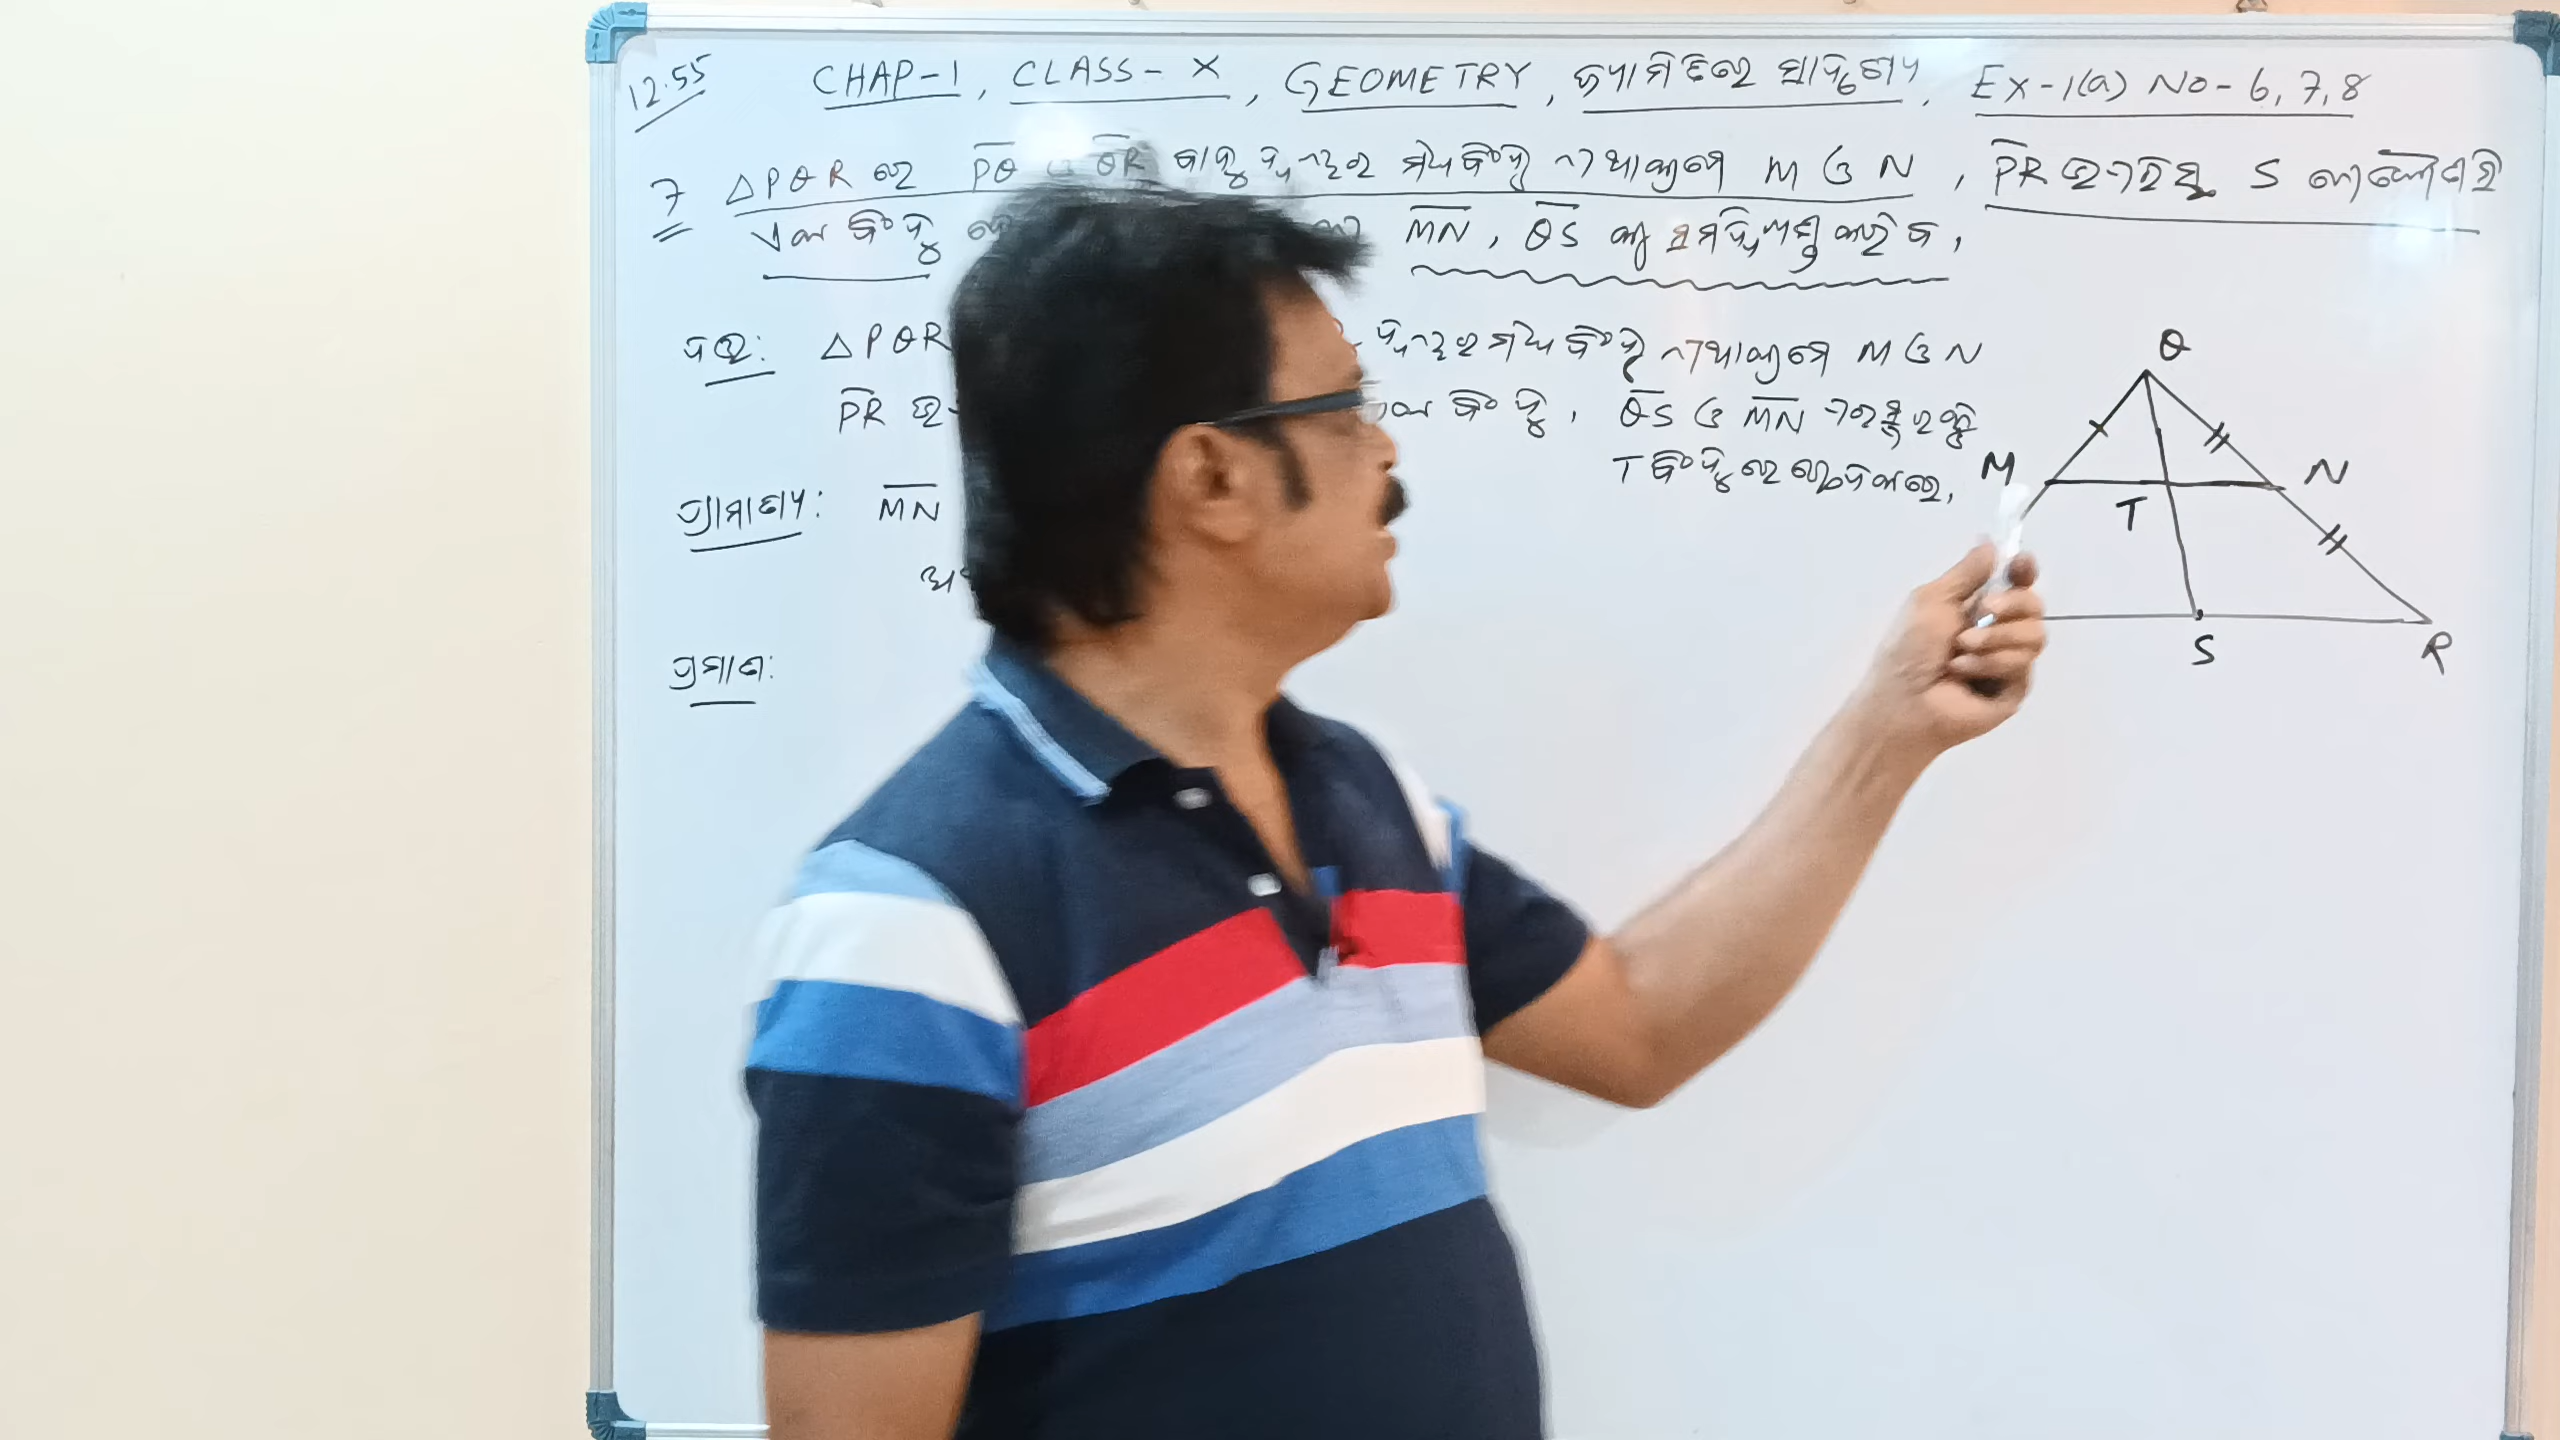 12.55 CHAP-1, CLASS-X, GEOMETRY, ଜ୍ୟାମିତିରେ ସାଦୃଶ୍ୟ, Ex-1(a) No-6,7,8
7 △PQR ରେ PQ ଓ QR ବାହୁ ଦ୍ୱୟର ମଧ୍ୟବିନ୍ଦୁ ଯଥାକ୍ରମେ M ଓ N, PR ଉପରିସ୍ଥ S ଯେକୌଣସି
ଏକ ବିନ୍ଦୁ MN, QS କୁ ସମଦ୍ୱିଖଣ୍ଡ କରିବ,
ଦତ୍ତ: △PQR ଦ୍ୱୟର ମଧ୍ୟବିନ୍ଦୁ ଯଥାକ୍ରମେ M ଓ N
PR ବିନ୍ଦୁ, QS ଓ MN ପରସ୍ପରକୁ
T ବିନ୍ଦୁରେ ଛେଦକରେ,
ପ୍ରାମାଣ୍ୟ: MN
ପ୍ରମାଣ:
Q
M
N
T
S
R